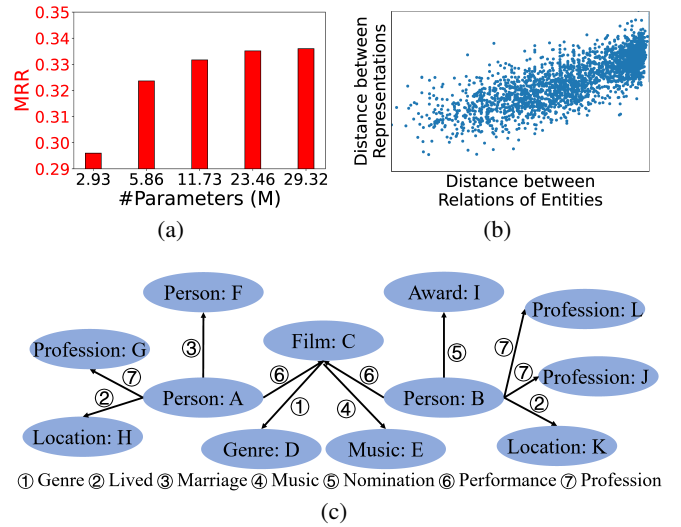 0.35
0.34
0.33
0.32
0.31
0.30
0.29
MRR
2.93 5.86 11.73 23.46 29.32
#Parameters (M)
(a)
Distance between
Representations
Distance between
Relations of Entities
(b)
Person: F
Award: I
Profession: L
Film: C
Profession: G
③
⑤
⑦
⑦
⑥
⑥
⑦
Profession: J
②
Person: A
①
④
Person: B
②
Location: H
Genre: D
Music: E
Location: K
① Genre ② Lived ③ Marriage ④ Music ⑤ Nomination ⑥ Performance ⑦ Profession
(c)